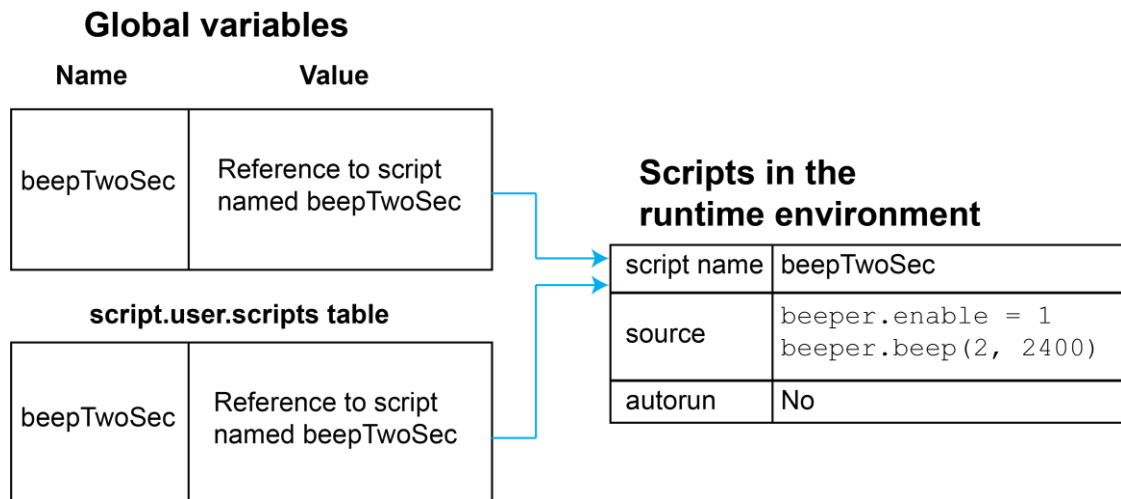 Global variables
Name Value
beepTwoSec
Reference to script
named beepTwoSec
script.user.scripts table
beepTwoSec
Reference to script
named beepTwoSec
Scripts in the
runtime environment
script name beepTwoSec
source
beeper.enable = 1
beeper.beep(2, 2400)
autorun No